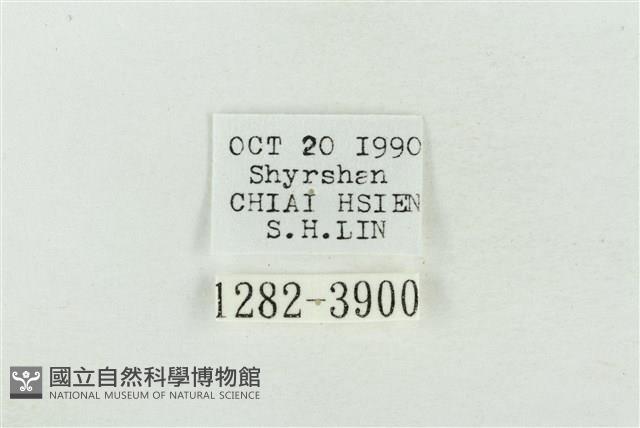 OCT 20 1990
Shyrshan
CHIAI HSIEN
S.H.LIN
1282-3900
國立自然科學博物館
NATIONAL MUSEUM OF NATURAL SCIENCE